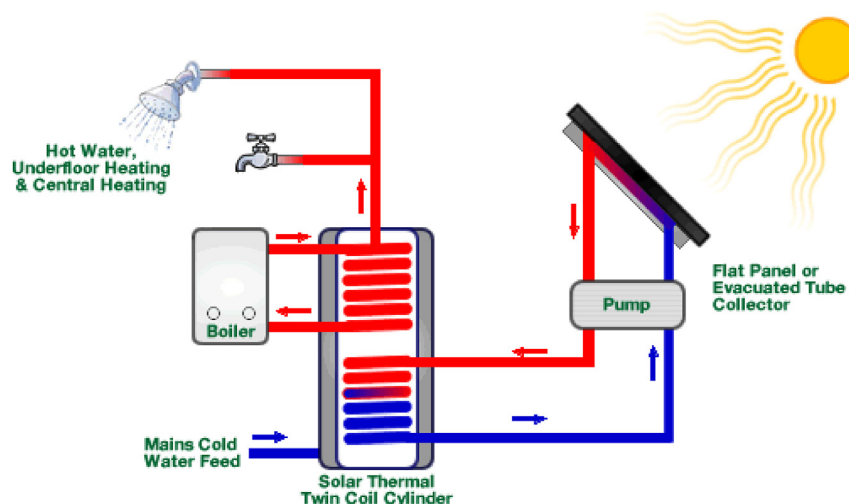 Hot Water,
Underfloor Heating
& Central Heating
Boiler
Pump
Flat Panel or
Evacuated Tube
Collector
Mains Cold
Water Feed
Solar Thermal
Twin Coil Cylinder